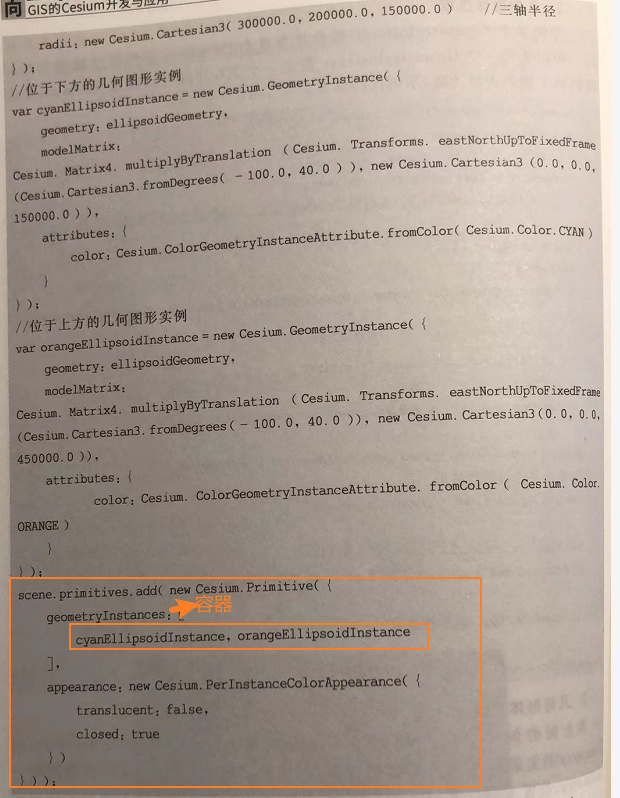 向 GIS的Cesium开发与应用
radii: new Cesium.Cartesian3( 300000.0, 200000.0, 150000.0 ) //三轴半径
} );
//位于下方的几何图形实例
var cyanEllipsoidInstance = new Cesium.GeometryInstance( {
geometry: ellipsoidGeometry,
modelMatrix:
Cesium. Matrix4. multiplyByTranslation ( Cesium. Transforms. eastNorthUpToFixedFrame
(Cesium.Cartesian3.fromDegrees( - 100.0, 40.0 ) ), new Cesium.Cartesian3 (0.0, 0.0,
150000.0 ) ),
attributes: {
color: Cesium.ColorGeometryInstanceAttribute.fromColor( Cesium.Color.CYAN )
}
} );
//位于上方的几何图形实例
var orangeEllipsoidInstance = new Cesium.GeometryInstance( {
geometry: ellipsoidGeometry,
modelMatrix:
Cesium. Matrix4. multiplyByTranslation ( Cesium. Transforms. eastNorthUpToFixedFrame
(Cesium.Cartesian3.fromDegrees( - 100.0, 40.0 )), new Cesium.Cartesian3(0.0, 0.0,
450000.0 )),
attributes: {
color: Cesium. ColorGeometryInstanceAttribute. fromColor ( Cesium. Color.
ORANGE )
}
} );
scene.primitives.add( new Cesium.Primitive( {
geometryInstances: [ 容器
cyanEllipsoidInstance, orangeEllipsoidInstance
],
appearance: new Cesium.PerInstanceColorAppearance( {
translucent: false,
closed: true
} )
} ) );